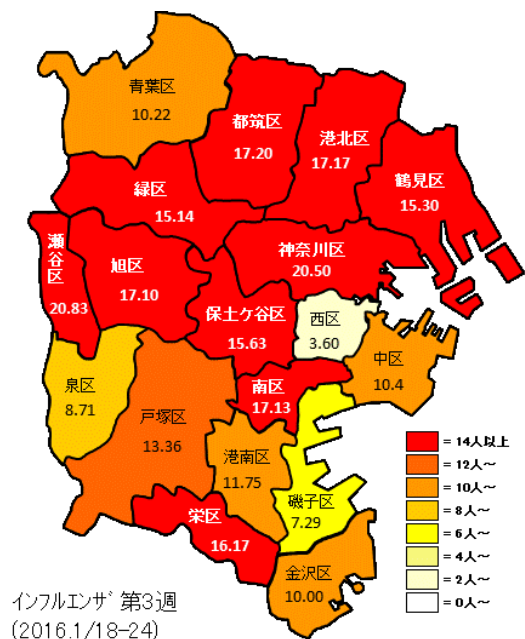 青葉区
10.22
都筑区
17.20
港北区
17.17
鶴見区
15.30
緑区
15.14
神奈川区
20.50
瀬谷区
20.83
旭区
17.10
保土ケ谷区
15.63
西区
3.60
中区
10.4
泉区
8.71
戸塚区
13.36
南区
17.13
港南区
11.75
磯子区
7.29
栄区
16.17
金沢区
10.00
= 14人以上
= 12人～
= 10人～
= 8人～
= 6人～
= 4人～
= 2人～
= 0人～
インフルエンザ 第3週
(2016.1/18-24)